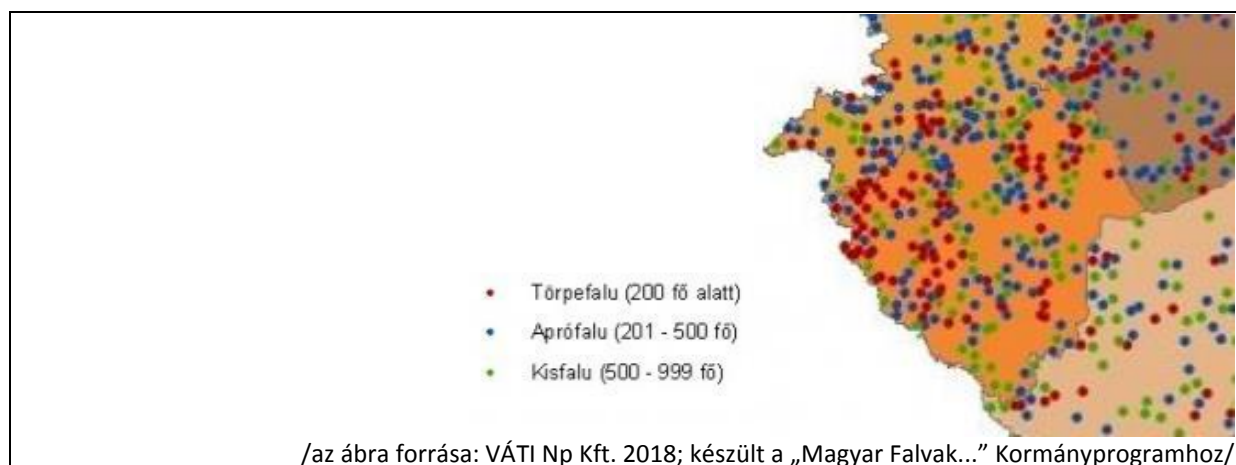 Törpefalu (200 fő alatt)
Aprófalu (201 - 500 fő)
Kisfalu (500 - 999 fő)
/az ábra forrása: VÁTI Np Kft. 2018; készült a „Magyar Falvak...” Kormányprogramhoz/